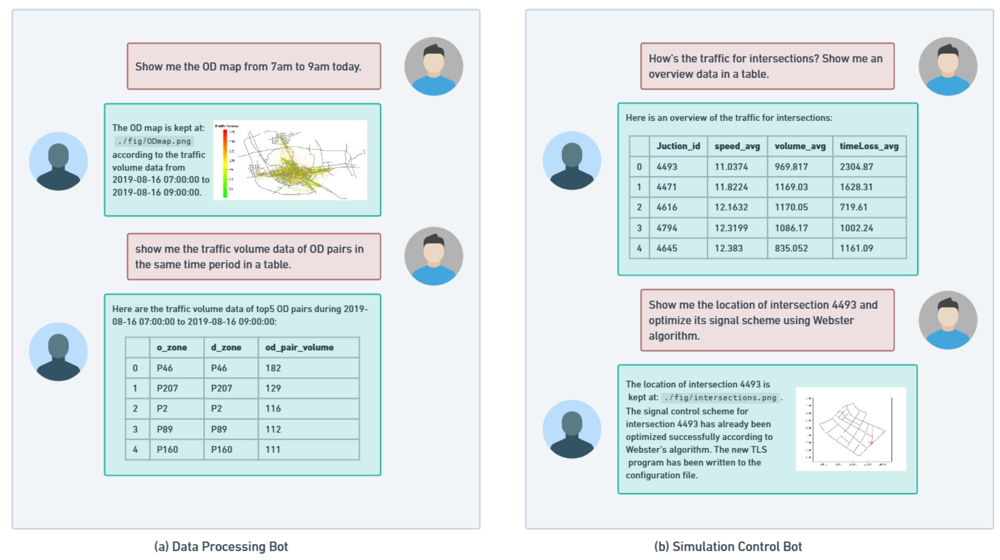 Show me the OD map from 7am to 9am today.
The OD map is kept at:
./fig/ODmap.png
according to the traffic
volume data from
2019-08-16 07:00:00 to
2019-08-16 09:00:00.
Traffic Volume
show me the traffic volume data of OD pairs in
the same time period in a table.
Here are the traffic volume data of top5 OD pairs during 2019-
08-16 07:00:00 to 2019-08-16 09:00:00:
o_zone d_zone od_pair_volume
0 P46 P46 182
1 P207 P207 129
2 P2 P2 116
3 P89 P89 112
4 P160 P160 111
(a) Data Processing Bot
How's the traffic for intersections? Show me an
overview data in a table.
Here is an overview of the traffic for intersections:
Juction_id speed_avg volume_avg timeLoss_avg
0 4493 11.0374 969.817 2304.87
1 4471 11.8224 1169.03 1628.31
2 4616 12.1632 1170.05 719.61
3 4794 12.3199 1086.17 1002.24
4 4645 12.383 835.052 1161.09
Show me the location of intersection 4493 and
optimize its signal scheme using Webster
algorithm.
The location of intersection 4493 is
kept at: ./fig/intersections.png .
The signal control scheme for
intersection 4493 has already been
optimized successfully according to
Webster's algorithm. The new TLS
program has been written to the
configuration file.
(b) Simulation Control Bot